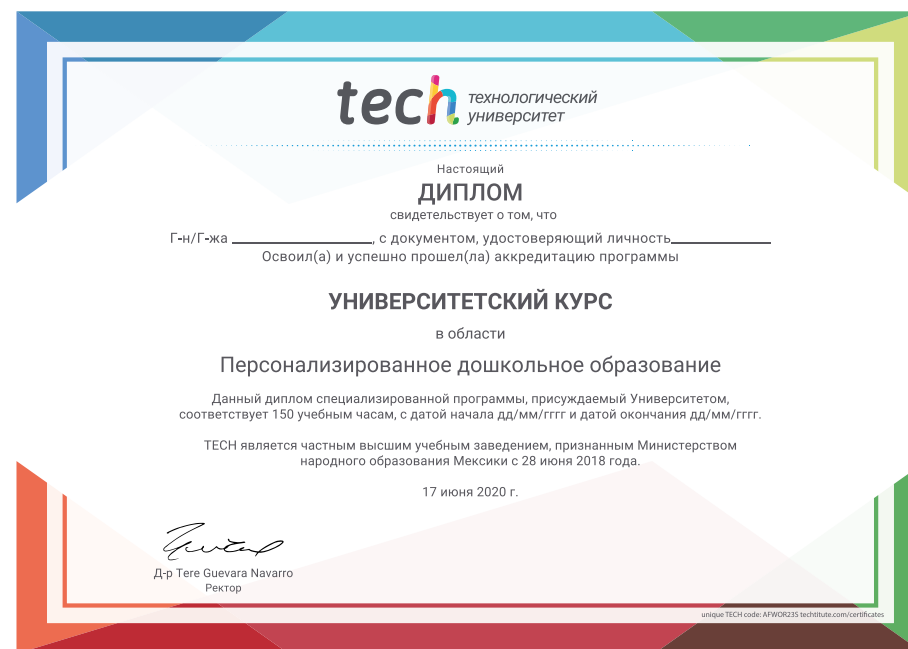 tech технологический
университет
Настоящий
ДИПЛОМ
свидетельствует о том, что
Г-н/Г-жа ____________, с документом, удостоверяющий личность____________
Освоил(а) и успешно прошел(ла) аккредитацию программы
УНИВЕРСИТЕТСКИЙ КУРС
в области
Персонализированное дошкольное образование
Данный диплом специализированной программы, присуждаемый Университетом,
соответствует 150 учебным часам, с датой начала дд/мм/гггг и датой окончания дд/мм/гггг.
TECH является частным высшим учебным заведением, признанным Министерством
народного образования Мексики с 28 июня 2018 года.
17 июня 2020 г.
Д-р Tere Guevara Navarro
Ректор
unique TECH code: AFWOR23S techtitute.com/certificates